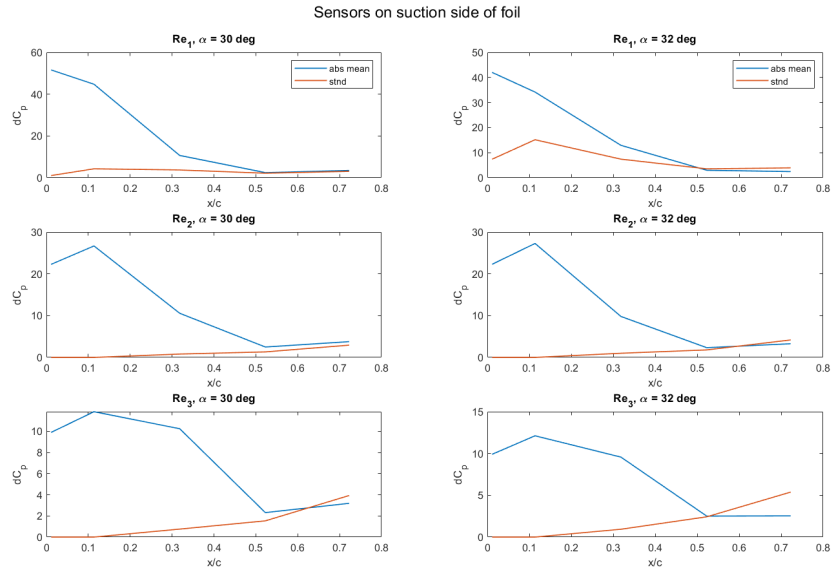 Sensors on suction side of foil
Re1, α = 30 deg
60
40
20
0
dCp
abs mean
stnd
0 0.1 0.2 0.3 0.4 0.5 0.6 0.7 0.8
x/c
Re1, α = 32 deg
50
40
30
20
10
0
dCp
abs mean
stnd
0 0.1 0.2 0.3 0.4 0.5 0.6 0.7 0.8
x/c
Re2, α = 30 deg
30
20
10
0
dCp
0 0.1 0.2 0.3 0.4 0.5 0.6 0.7 0.8
x/c
Re2, α = 32 deg
30
20
10
0
dCp
0 0.1 0.2 0.3 0.4 0.5 0.6 0.7 0.8
x/c
Re3, α = 30 deg
10
8
6
4
2
0
dCp
0 0.1 0.2 0.3 0.4 0.5 0.6 0.7 0.8
x/c
Re3, α = 32 deg
15
10
5
0
dCp
0 0.1 0.2 0.3 0.4 0.5 0.6 0.7 0.8
x/c